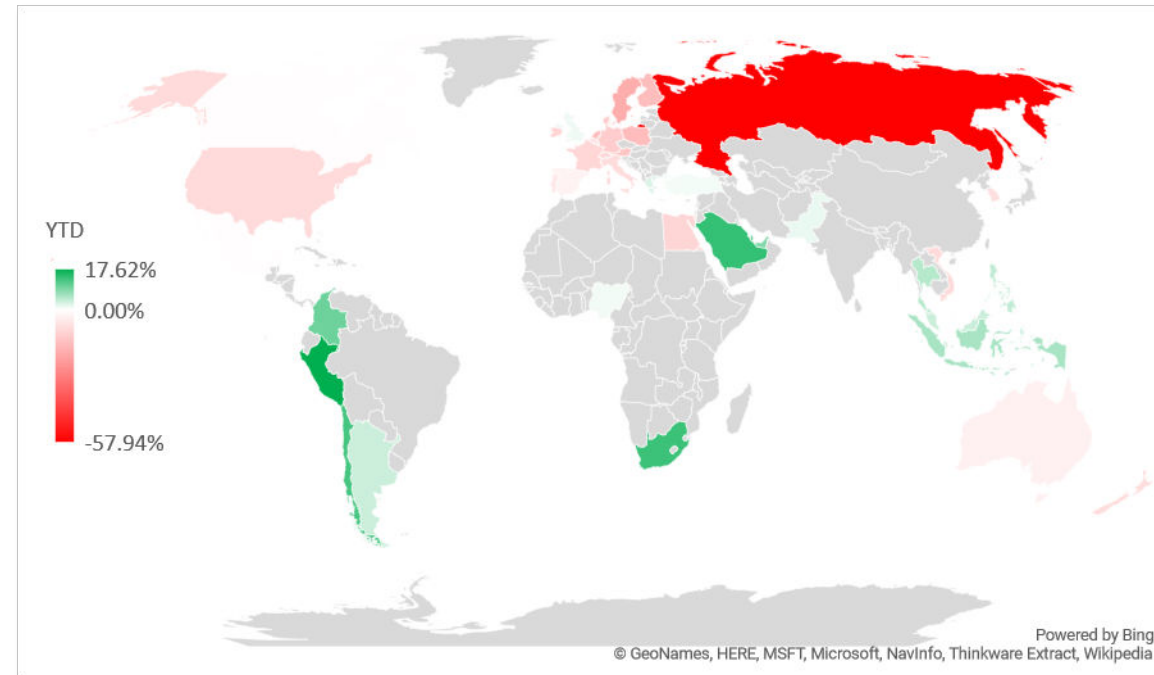 YTD
17.62%
0.00%
-57.94%
Powered by Bing
© GeoNames, HERE, MSFT, Microsoft, NavInfo, Thinkware Extract, Wikipedia